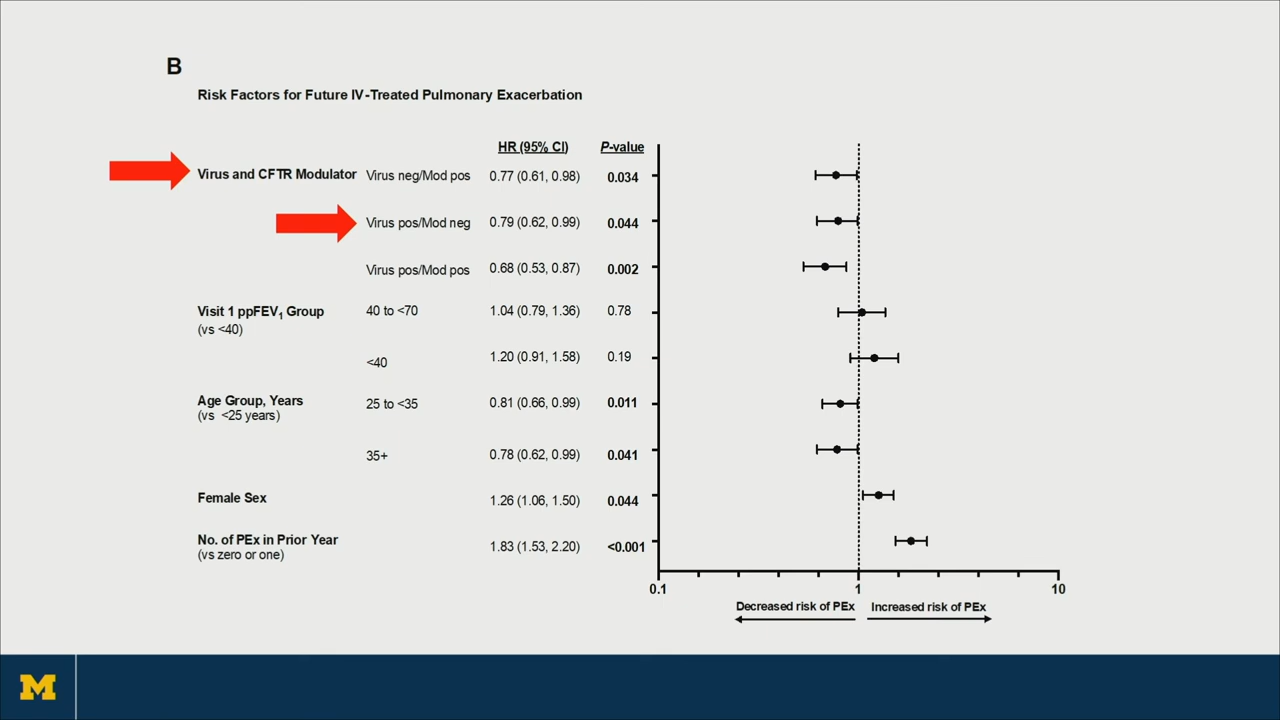 B
Risk Factors for Future IV-Treated Pulmonary Exacerbation
HR (95% CI) P-value
Virus and CFTR Modulator Virus neg/Mod pos 0.77 (0.61, 0.98) 0.034
Virus pos/Mod neg 0.79 (0.62, 0.99) 0.044
Virus pos/Mod pos 0.68 (0.53, 0.87) 0.002
Visit 1 ppFEV₁ Group 40 to <70 1.04 (0.79, 1.36) 0.78
(vs <40)
<40 1.20 (0.91, 1.58) 0.19
Age Group, Years 25 to <35 0.81 (0.66, 0.99) 0.011
(vs <25 years)
35+ 0.78 (0.62, 0.99) 0.041
Female Sex 1.26 (1.06, 1.50) 0.044
No. of PEx in Prior Year 1.83 (1.53, 2.20) <0.001
(vs zero or one)
0.1 1 10
Decreased risk of PEx Increased risk of PEx
M